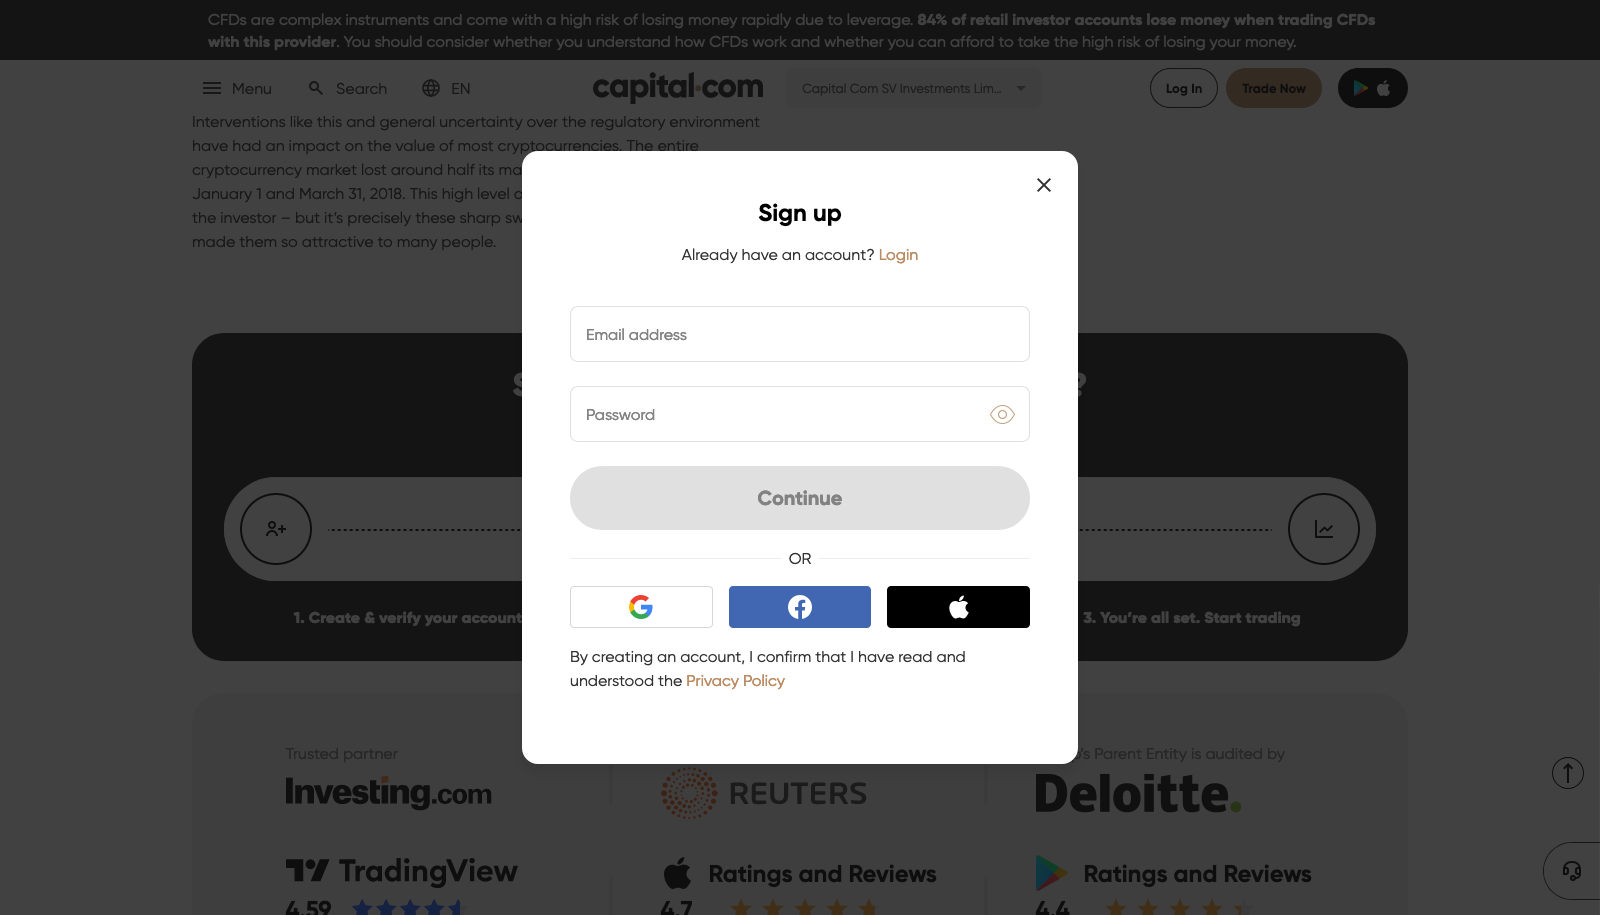 CFDs are complex instruments and come with a high risk of losing money rapidly due to leverage. 84% of retail investor accounts lose money when trading CFDs
with this provider. You should consider whether you understand how CFDs work and whether you can afford to take the high risk of losing your money.
Menu Search EN capital.com Capital Com SV Investments Lim... Log In Trade Now
Interventions like this and general uncertainty over the regulatory environment
have had an impact on the value of most cryptocurrencies. The entire
cryptocurrency market lost around half its
January 1 and March 31, 2018. This high level
the investor – but it's precisely these sharp
made them so attractive to many people.
Sign up
Already have an account? Login
Email address
Password
Continue
OR
By creating an account, I confirm that I have read and
understood the Privacy Policy
1. Create & verify your account
3. You're all set. Start trading
Trusted partner
Investing.com
REUTERS
's Parent Entity is audited by
Deloitte.
TradingView
4.59
Ratings and Reviews
4.7
Ratings and Reviews
4.4